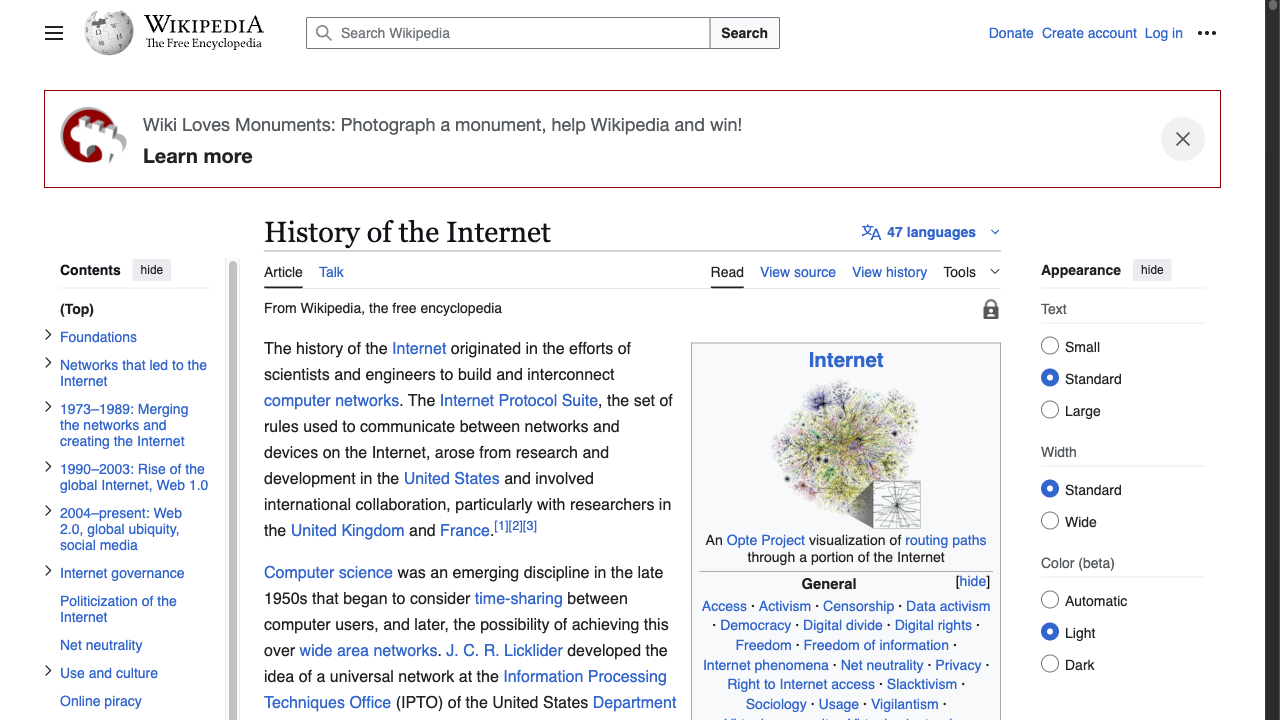 WIKIPEDIA
The Free Encyclopedia
Search Wikipedia
Search
Donate Create account Log in
Wiki Loves Monuments: Photograph a monument, help Wikipedia and win!
Learn more
Contents hide
(Top)
Foundations
Networks that led to the
Internet
1973–1989: Merging
the networks and
creating the Internet
1990–2003: Rise of the
global Internet, Web 1.0
2004–present: Web
2.0, global ubiquity,
social media
Internet governance
Politicization of the
Internet
Net neutrality
Use and culture
Online piracy
History of the Internet
47 languages
Article Talk
Read View source View history Tools
From Wikipedia, the free encyclopedia
The history of the Internet originated in the efforts of
scientists and engineers to build and interconnect
computer networks. The Internet Protocol Suite, the set of
rules used to communicate between networks and
devices on the Internet, arose from research and
development in the United States and involved
international collaboration, particularly with researchers in
the United Kingdom and France.[1][2][3]
Computer science was an emerging discipline in the late
1950s that began to consider time-sharing between
computer users, and later, the possibility of achieving this
over wide area networks. J. C. R. Licklider developed the
idea of a universal network at the Information Processing
Techniques Office (IPTO) of the United States Department
Internet
An Opte Project visualization of routing paths
through a portion of the Internet
General [hide]
Access · Activism · Censorship · Data activism
· Democracy · Digital divide · Digital rights ·
Freedom · Freedom of information ·
Internet phenomena · Net neutrality · Privacy ·
Right to Internet access · Slacktivism ·
Sociology · Usage · Vigilantism ·
Appearance hide
Text
Small
Standard
Large
Width
Standard
Wide
Color (beta)
Automatic
Light
Dark